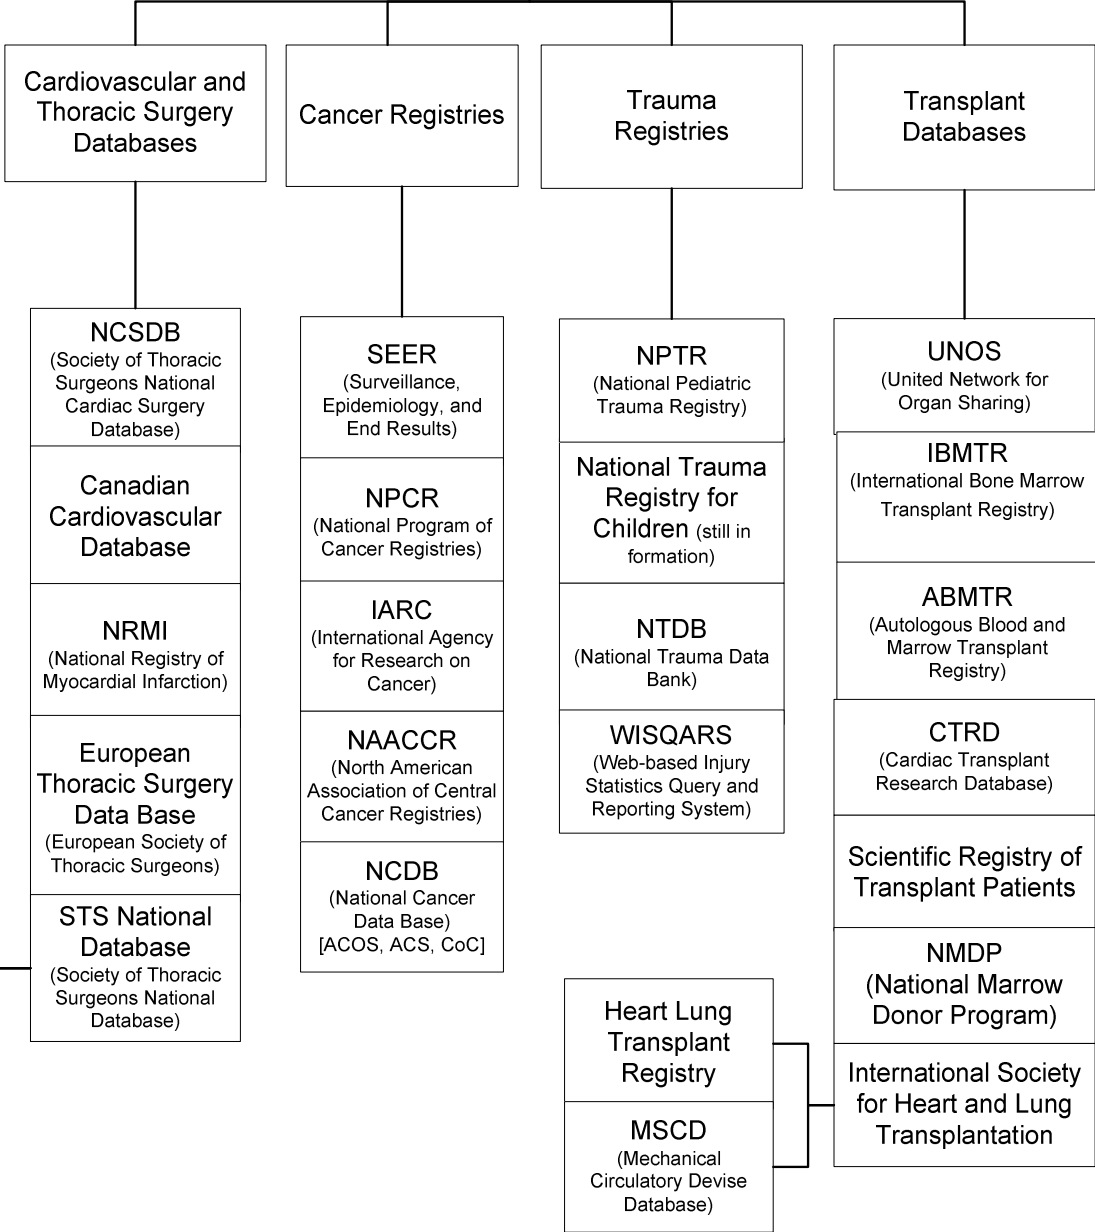 Cardiovascular and
Thoracic Surgery
Databases
Cancer Registries
Trauma
Registries
Transplant
Databases
NCSDB
(Society of Thoracic
Surgeons National
Cardiac Surgery
Database)
Canadian
Cardiovascular
Database
NRMI
(National Registry of
Myocardial Infarction)
European
Thoracic Surgery
Data Base
(European Society of
Thoracic Surgeons)
STS National
Database
(Society of Thoracic
Surgeons National
Database)
SEER
(Surveillance,
Epidemiology, and
End Results)
NPCR
(National Program of
Cancer Registries)
IARC
(International Agency
for Research on
Cancer)
NAACCR
(North American
Association of Central
Cancer Registries)
NCDB
(National Cancer
Data Base)
[ACOS, ACS, CoC]
NPTR
(National Pediatric
Trauma Registry)
National Trauma
Registry for
Children (still in
formation)
NTDB
(National Trauma Data
Bank)
WISQARS
(Web-based Injury
Statistics Query and
Reporting System)
UNOS
(United Network for
Organ Sharing)
IBMTR
(International Bone Marrow
Transplant Registry)
ABMTR
(Autologous Blood and
Marrow Transplant
Registry)
CTRD
(Cardiac Transplant
Research Database)
Scientific Registry of
Transplant Patients
NMDP
(National Marrow
Donor Program)
International Society
for Heart and Lung
Transplantation
Heart Lung
Transplant
Registry
MSCD
(Mechanical
Circulatory Devise
Database)